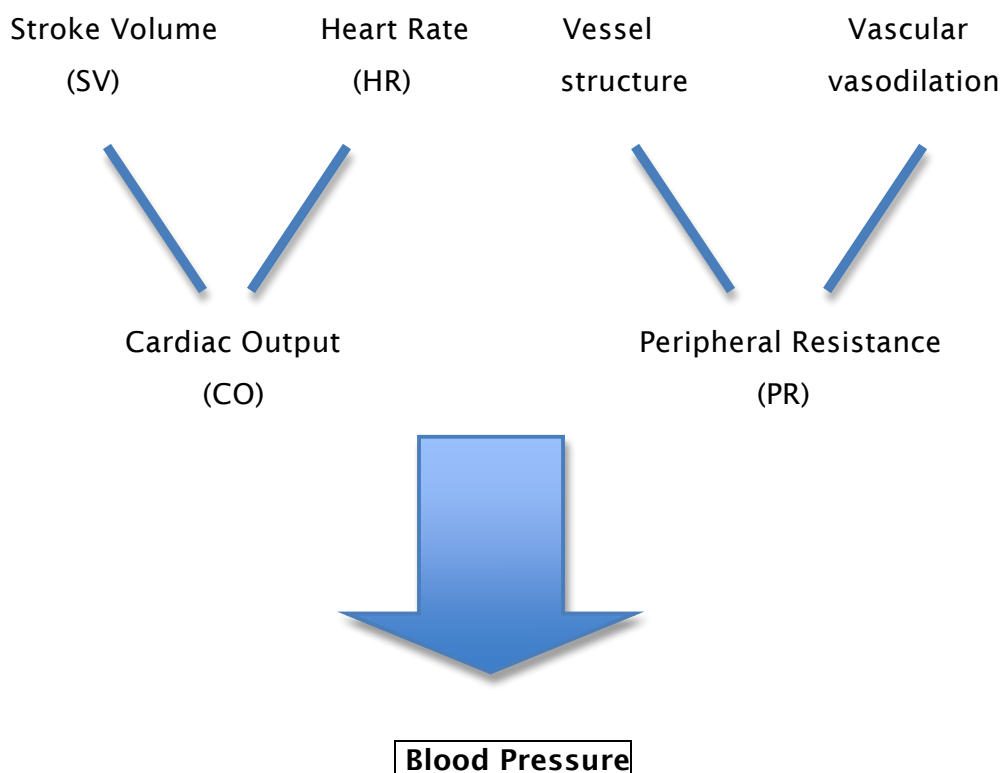 Stroke Volume Heart Rate Vessel Vascular
(SV) (HR) structure vasodilation
Cardiac Output Peripheral Resistance
(CO) (PR)
Blood Pressure